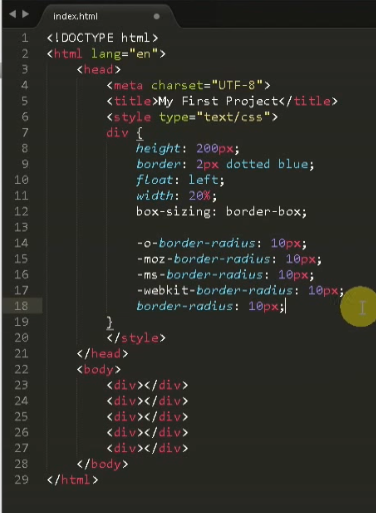 index.html
1 <!DOCTYPE html>
2 <html lang="en">
3 <head>
4 <meta charset="UTF-8">
5 <title>My First Project</title>
6 <style type="text/css">
7 div {
8 height: 200px;
9 border: 2px dotted blue;
10 float: left;
11 width: 20%;
12 box-sizing: border-box;
13
14 -o-border-radius: 10px;
15 -moz-border-radius: 10px;
16 -ms-border-radius: 10px;
17 -webkit-border-radius: 10px;
18 border-radius: 10px;
19 }
20 </style>
21 </head>
22 <body>
23 <div></div>
24 <div></div>
25 <div></div>
26 <div></div>
27 <div></div>
28 </body>
29 </html>